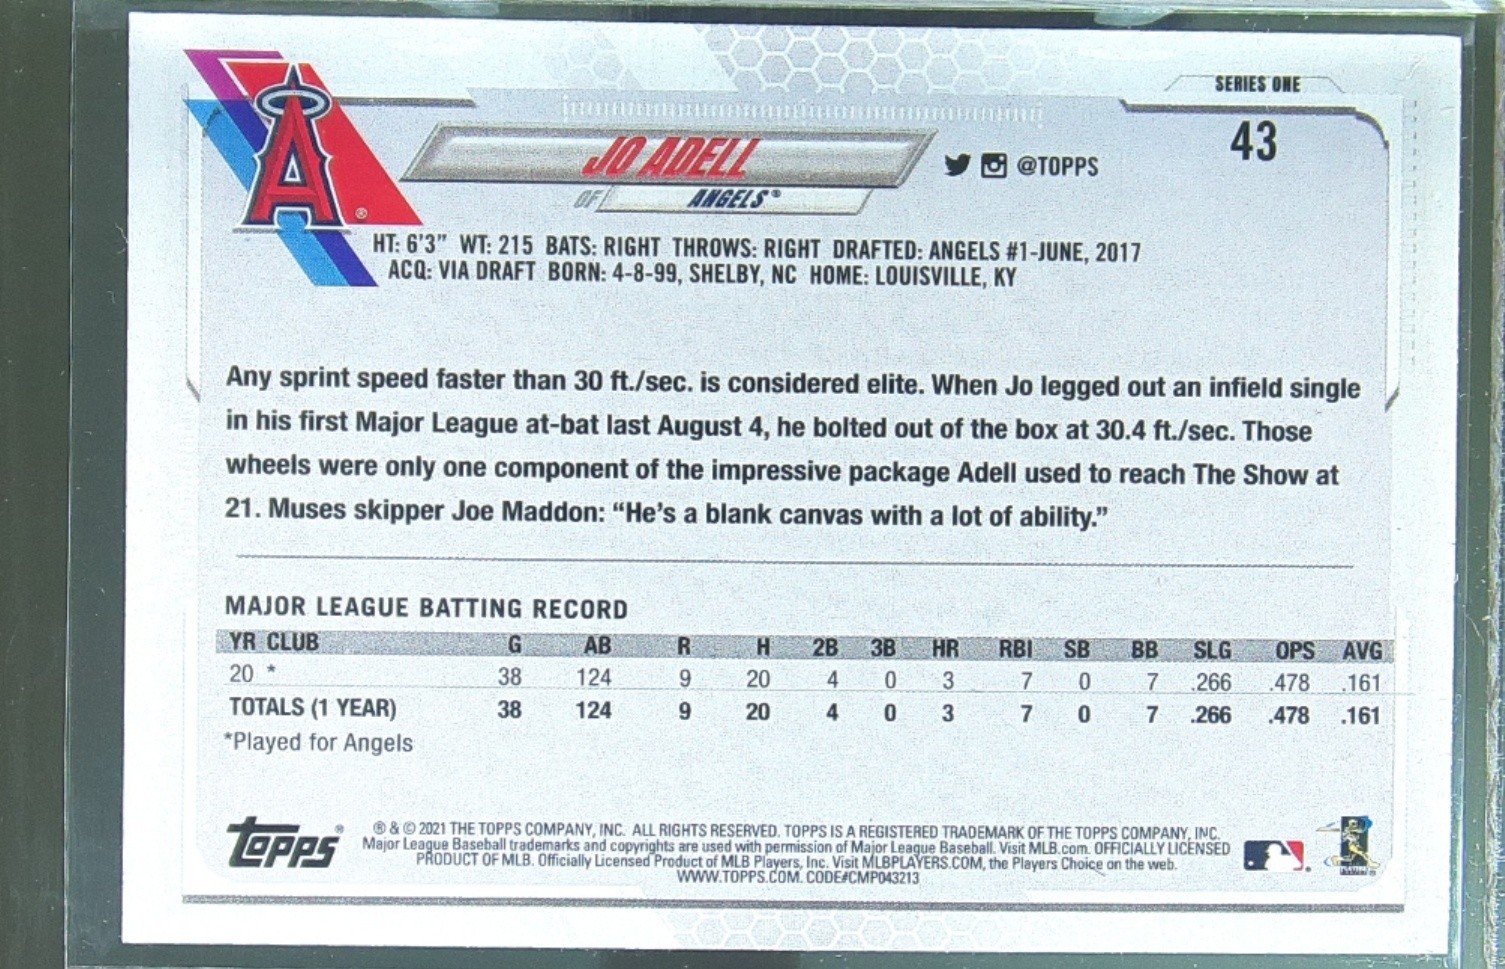 SERIES ONE
43
JO ADELL
@TOPPS
OF ANGELS®
A®
HT: 6'3" WT: 215 BATS: RIGHT THROWS: RIGHT DRAFTED: ANGELS #1-JUNE, 2017
ACQ: VIA DRAFT BORN: 4-8-99, SHELBY, NC HOME: LOUISVILLE, KY
Any sprint speed faster than 30 ft./sec. is considered elite. When Jo legged out an infield single
in his first Major League at-bat last August 4, he bolted out of the box at 30.4 ft./sec. Those
wheels were only one component of the impressive package Adell used to reach The Show at
21. Muses skipper Joe Maddon: “He’s a blank canvas with a lot of ability.”
MAJOR LEAGUE BATTING RECORD
YR CLUB G AB R H 2B 3B HR RBI SB BB SLG OPS AVG
20 * 38 124 9 20 4 0 3 7 0 7 .266 .478 .161
TOTALS (1 YEAR) 38 124 9 20 4 0 3 7 0 7 .266 .478 .161
*Played for Angels
Topps®
® & © 2021 THE TOPPS COMPANY, INC. ALL RIGHTS RESERVED. TOPPS IS A REGISTERED TRADEMARK OF THE TOPPS COMPANY, INC.
Major League Baseball trademarks and copyrights are used with permission of Major League Baseball. Visit MLB.com. OFFICIALLY LICENSED
PRODUCT OF MLB. Officially Licensed Product of MLB Players, Inc. Visit MLBPLAYERS.COM, the Players Choice on the web.
WWW.TOPPS.COM. CODE#CMP043213